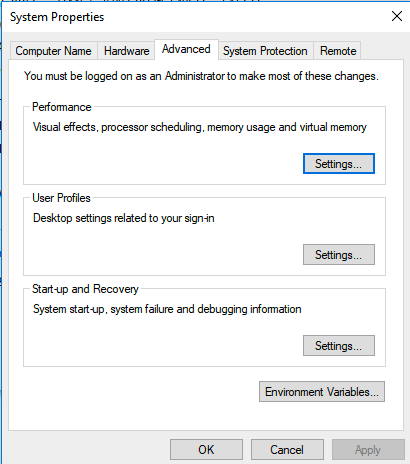 System Properties
Computer Name Hardware Advanced System Protection Remote
You must be logged on as an Administrator to make most of these changes.
Performance
Visual effects, processor scheduling, memory usage and virtual memory
Settings...
User Profiles
Desktop settings related to your sign-in
Settings...
Start-up and Recovery
System start-up, system failure and debugging information
Settings...
Environment Variables...
OK Cancel Apply